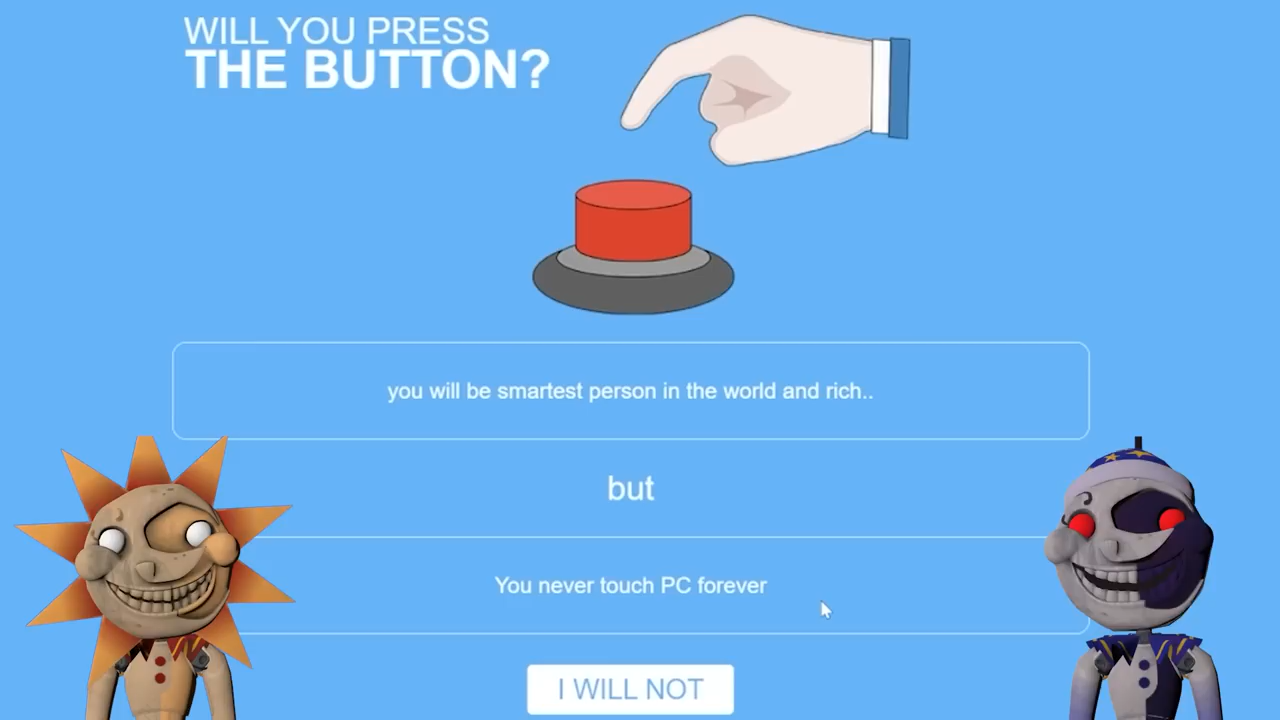 WILL YOU PRESS
THE BUTTON?
you will be smartest person in the world and rich..
but
You never touch PC forever
I WILL NOT